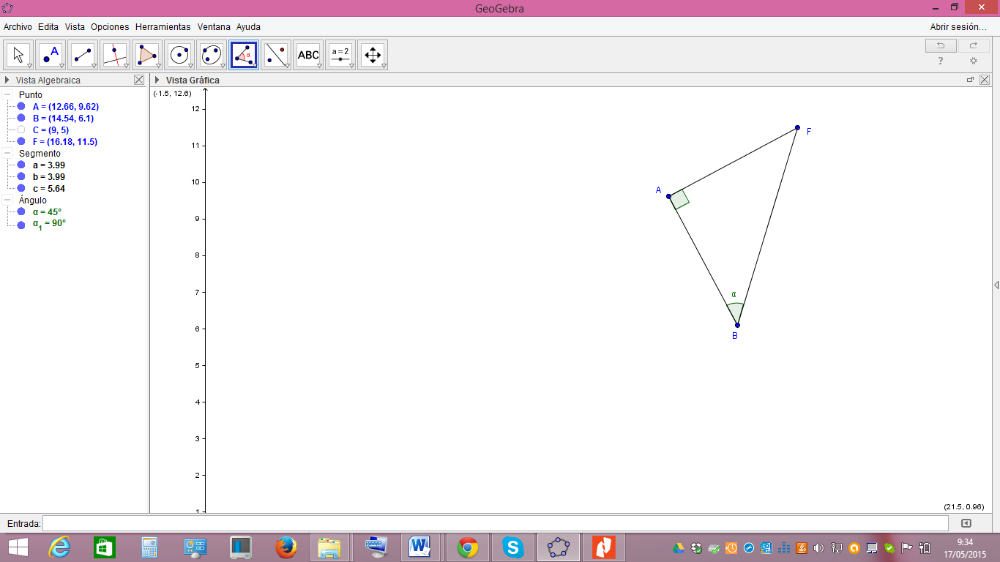 GeoGebra
Archivo Edita Vista Opciones Herramientas Ventana Ayuda
Abrir sesión...
A
α
ABC
a=2
?
Vista Algebraica
Vista Gráfica
Punto
A = (12.66, 9.62)
B = (14.54, 6.1)
C = (9, 5)
F = (16.18, 11.5)
Segmento
a = 3.99
b = 3.99
c = 5.64
Ángulo
α = 45°
α₁ = 90°
(-1.5, 12.6)
12
11
10
9
8
7
6
5
4
3
2
1
F
A
α
B
(21.5, 0.96)
Entrada:
9:34
17/05/2015